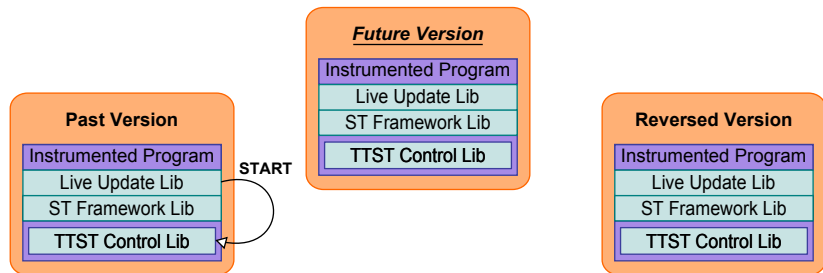 Future Version
Instrumented Program
Live Update Lib
ST Framework Lib
TTST Control Lib
Past Version
Instrumented Program
Live Update Lib
ST Framework Lib
TTST Control Lib
START
Reversed Version
Instrumented Program
Live Update Lib
ST Framework Lib
TTST Control Lib